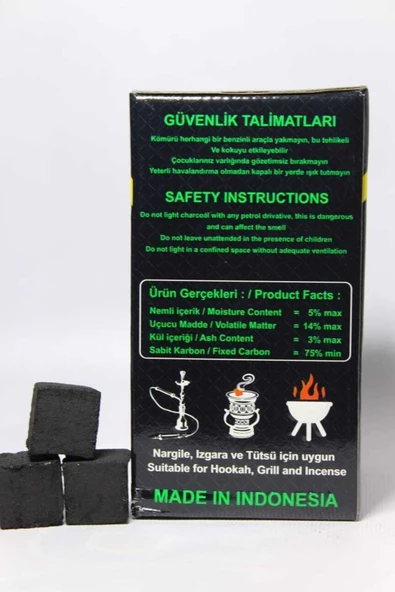 GÜVENLİK TALİMATLARI
Kömürü herhangi bir benzinli araçla yakmayın, bu tehlikeli
Ve kokuyu etkileyebilir
Çocuklarınız varlığında gözetimsiz bırakmayın
Yeterli havalandırma olmadan kapalı bir yerde ışık tutmayın
SAFETY INSTRUCTIONS
Do not light charcoal with any petrol drivative, this is dangerous
and can affect the smell
Do not leave unattended in the presence of children
Do not light in a confined space without adequate ventilation
Ürün Gerçekleri : / Product Facts :
Nemli içerik / Moisture Content = 5% max
Uçucu Madde / Volatile Matter = 14% max
Kül içeriği / Ash Content = 3% max
Sabit Karbon / Fixed Carbon = 75% min
Nargile, Izgara ve Tütsü için uygun
Suitable for Hookah, Grill and Incense
MADE IN INDONESIA